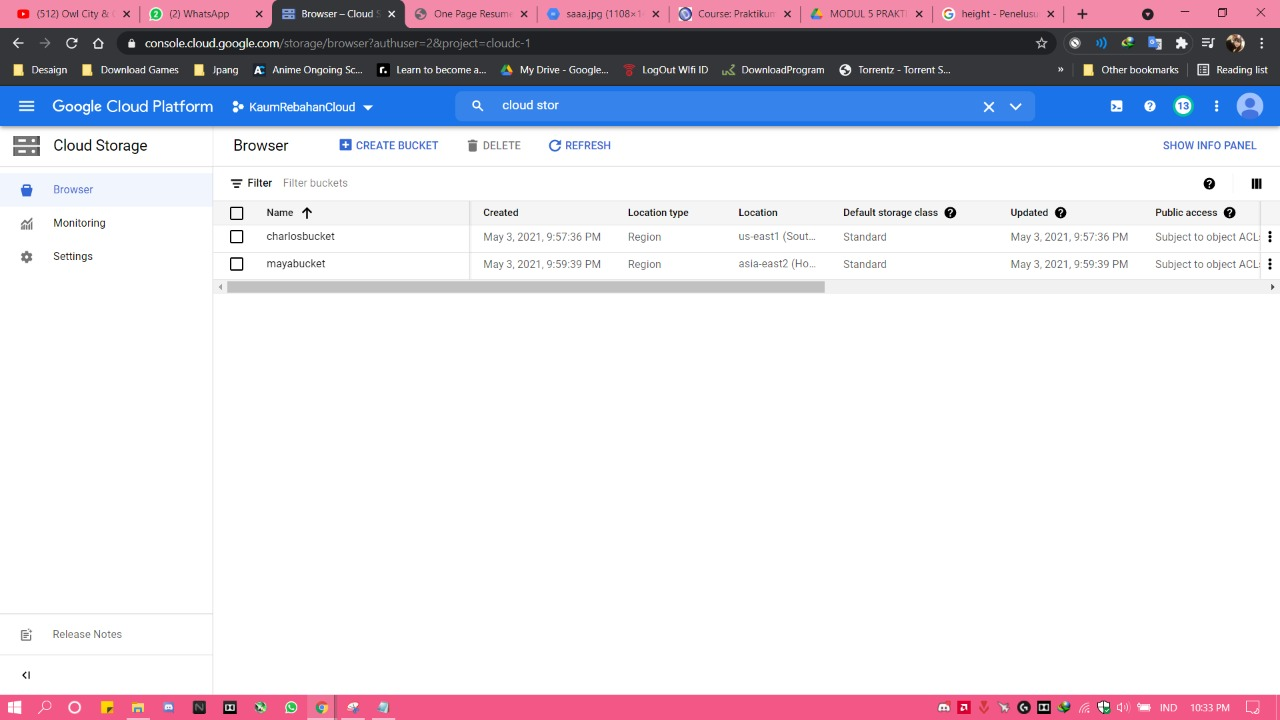 (512) Owl City & C
(2) WhatsApp
Browser – Cloud S
One Page Resume
saaa.jpg (1108×1
Course: Praktikum
MODUL 5 PRAKT
height - Penelusu
console.cloud.google.com/storage/browser?authuser=2&project=cloudc-1
Desaign
Download Games
Jpang
Anime Ongoing Sc...
Learn to become a...
My Drive - Google...
LogOut WIfi ID
DownloadProgram
Torrentz - Torrent S...
»
Other bookmarks
Reading list
Google Cloud Platform
KaumRebahanCloud
cloud stor
13
Cloud Storage
Browser
CREATE BUCKET
DELETE
REFRESH
SHOW INFO PANEL
Browser
Monitoring
Settings
Filter Filter buckets
Name Created Location type Location Default storage class Updated Public access
charlosbucket May 3, 2021, 9:57:36 PM Region us-east1 (Sout... Standard May 3, 2021, 9:57:36 PM Subject to object ACL
mayabucket May 3, 2021, 9:59:39 PM Region asia-east2 (Ho... Standard May 3, 2021, 9:59:39 PM Subject to object ACL
Release Notes
IND 10:33 PM